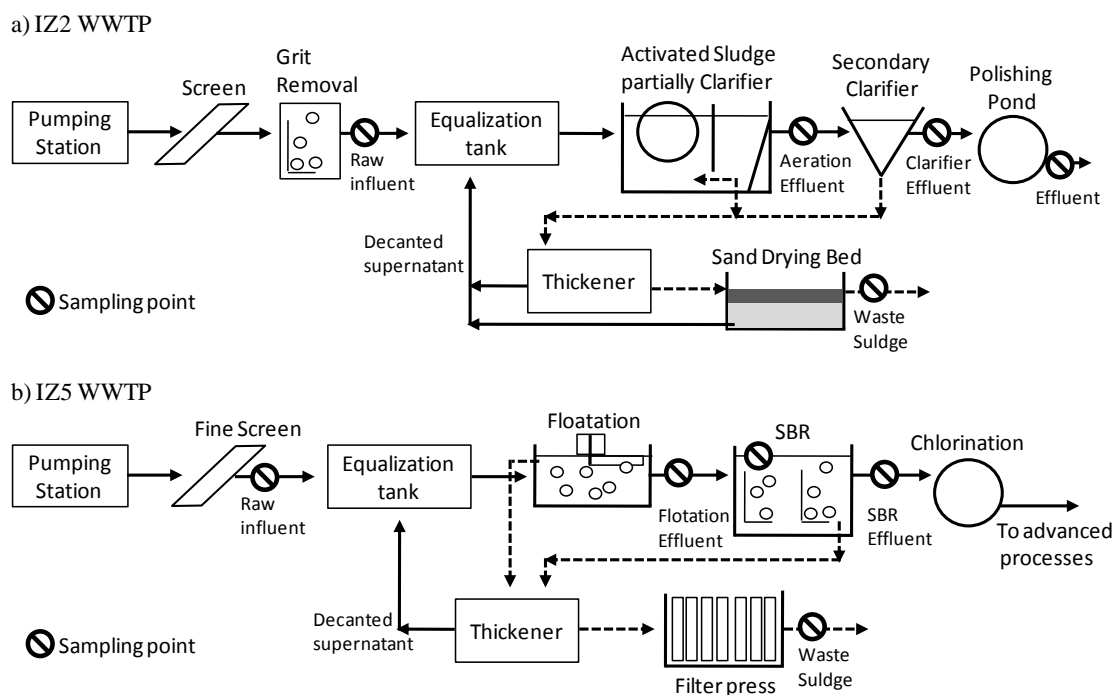 a) IZ2 WWTP
Pumping
Station
Screen
Grit
Removal
Raw
influent
Equalization
tank
Activated Sludge
partially Clarifier
Aeration
Effluent
Secondary
Clarifier
Clarifier
Effluent
Polishing
Pond
Effluent
Decanted
supernatant
Thickener
Sand Drying Bed
Waste
Suldge
Sampling point
b) IZ5 WWTP
Pumping
Station
Fine Screen
Raw
influent
Equalization
tank
Floatation
Flotation
Effluent
SBR
SBR
Effluent
Chlorination
To advanced
processes
Decanted
supernatant
Thickener
Filter press
Waste
Suldge
Sampling point